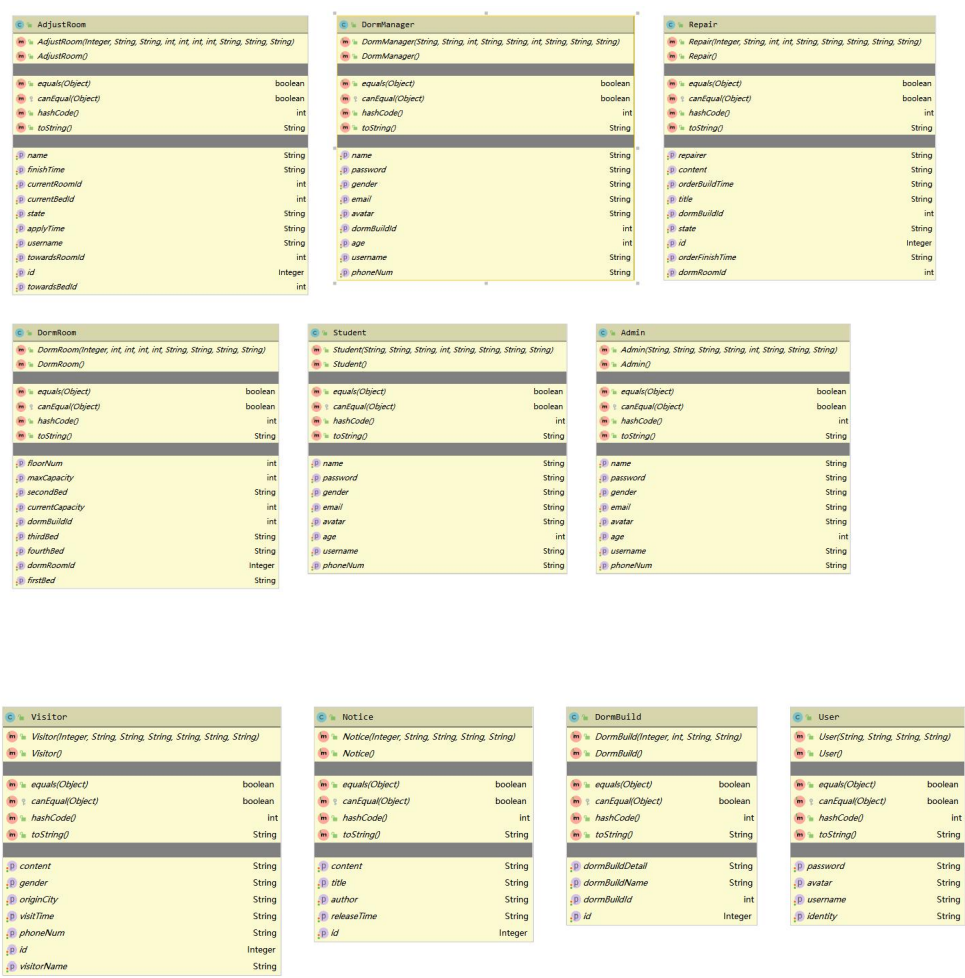 AdjustRoom
AdjustRoom(Integer, String, String, int, int, int, int, String, String, String)
AdjustRoom()
equals(Object) boolean
canEqual(Object) boolean
hashCode() int
toString() String
name String
finishTime String
currentRoomId int
currentBedId int
state String
applyTime String
username String
towardsRoomId int
id Integer
towardsBedId int
DormManager
DormManager(String, String, int, String, String, int, String, String, String)
DormManager()
equals(Object) boolean
canEqual(Object) boolean
hashCode() int
toString() String
name String
password String
gender String
email String
avatar String
dormBuildId int
age int
username String
phoneNum String
Repair
Repair(Integer, String, int, int, String, String, String, String, String)
Repair()
equals(Object) boolean
canEqual(Object) boolean
hashCode() int
toString() String
repairer String
content String
orderBuildTime String
title String
dormBuildId int
state String
id Integer
orderFinishTime String
dormRoomId int
DormRoom
DormRoom(Integer, int, int, int, int, String, String, String, String)
DormRoom()
equals(Object) boolean
canEqual(Object) boolean
hashCode() int
toString() String
floorNum int
maxCapacity int
secondBed String
currentCapacity int
dormBuildId int
thirdBed String
fourthBed String
dormRoomId Integer
firstBed String
Student
Student(String, String, String, int, String, String, String, String)
Student()
equals(Object) boolean
canEqual(Object) boolean
hashCode() int
toString() String
name String
password String
gender String
email String
avatar String
age int
username String
phoneNum String
Admin
Admin(String, String, String, String, int, String, String, String)
Admin()
equals(Object) boolean
canEqual(Object) boolean
hashCode() int
toString() String
name String
password String
gender String
email String
avatar String
age int
username String
phoneNum String
Visitor
Visitor(Integer, String, String, String, String, String, String)
Visitor()
equals(Object) boolean
canEqual(Object) boolean
hashCode() int
toString() String
content String
gender String
originCity String
visitTime String
phoneNum String
id Integer
visitorName String
Notice
Notice(Integer, String, String, String, String)
Notice()
equals(Object) boolean
canEqual(Object) boolean
hashCode() int
toString() String
content String
title String
author String
releaseTime String
id Integer
DormBuild
DormBuild(Integer, int, String, String)
DormBuild()
equals(Object) boolean
canEqual(Object) boolean
hashCode() int
toString() String
dormBuildDetail String
dormBuildName String
dormBuildId int
id Integer
User
User(String, String, String, String)
User()
equals(Object) boolean
canEqual(Object) boolean
hashCode() int
toString() String
password String
avatar String
username String
identity String